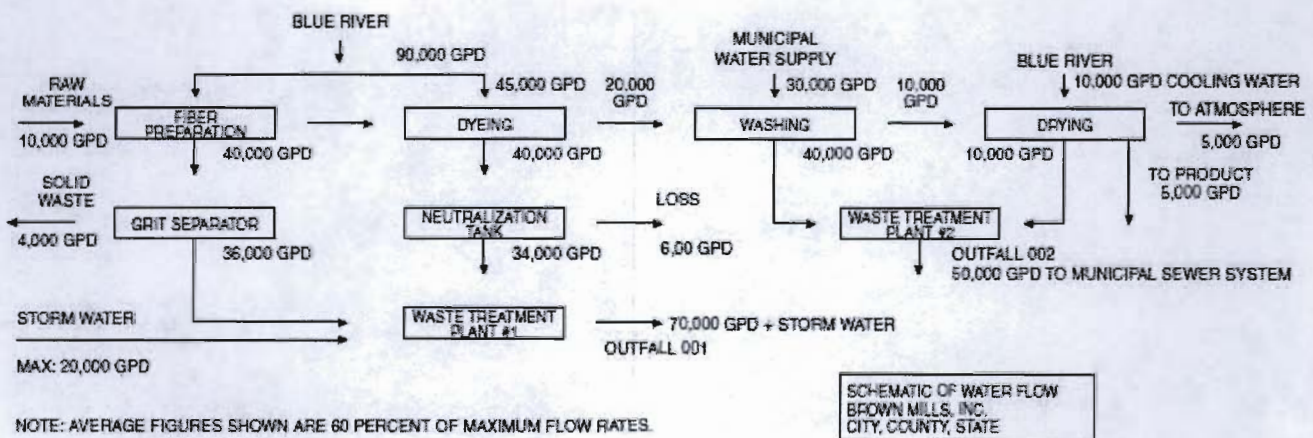 BLUE RIVER
90,000 GPD
MUNICIPAL
WATER SUPPLY
BLUE RIVER
RAW
MATERIALS
10,000 GPD
45,000 GPD
20,000
GPD
30,000 GPD
10,000
GPD
10,000 GPD COOLING WATER
TO ATMOSPHERE
5,000 GPD
FIBER
PREPARATION
DYEING
WASHING
DRYING
40,000 GPD
40,000 GPD
40,000 GPD
10,000 GPD
TO PRODUCT
5,000 GPD
SOLID
WASTE
4,000 GPD
GRIT SEPARATOR
36,000 GPD
NEUTRALIZATION
TANK
34,000 GPD
LOSS
6,00 GPD
WASTE TREATMENT
PLANT #2
OUTFALL 002
50,000 GPD TO MUNICIPAL SEWER SYSTEM
STORM WATER
MAX: 20,000 GPD
WASTE TREATMENT
PLANT #1
70,000 GPD + STORM WATER
OUTFALL 001
NOTE: AVERAGE FIGURES SHOWN ARE 60 PERCENT OF MAXIMUM FLOW RATES.
SCHEMATIC OF WATER FLOW
BROWN MILLS, INC.
CITY, COUNTY, STATE